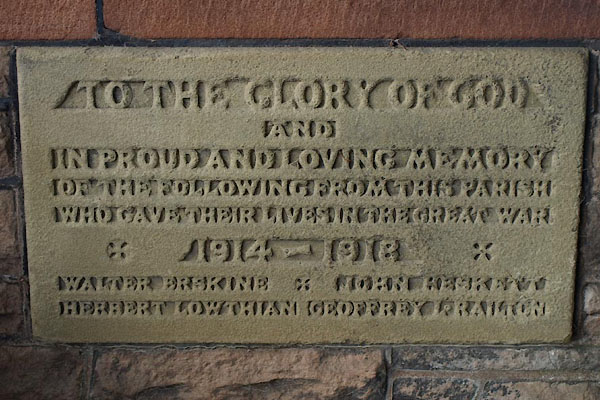 TO THE GLORY OF GOD
AND
IN PROUD AND LOVING MEMORY
OF THE FOLLOWING FROM THIS PARISH
WHO GAVE THEIR LIVES IN THE GREAT WAR.
1914 – 1918
WALTER ERSKINE JOHN HESKETT
HERBERT LOWTHIAN GEOFFREY L. RAILTON